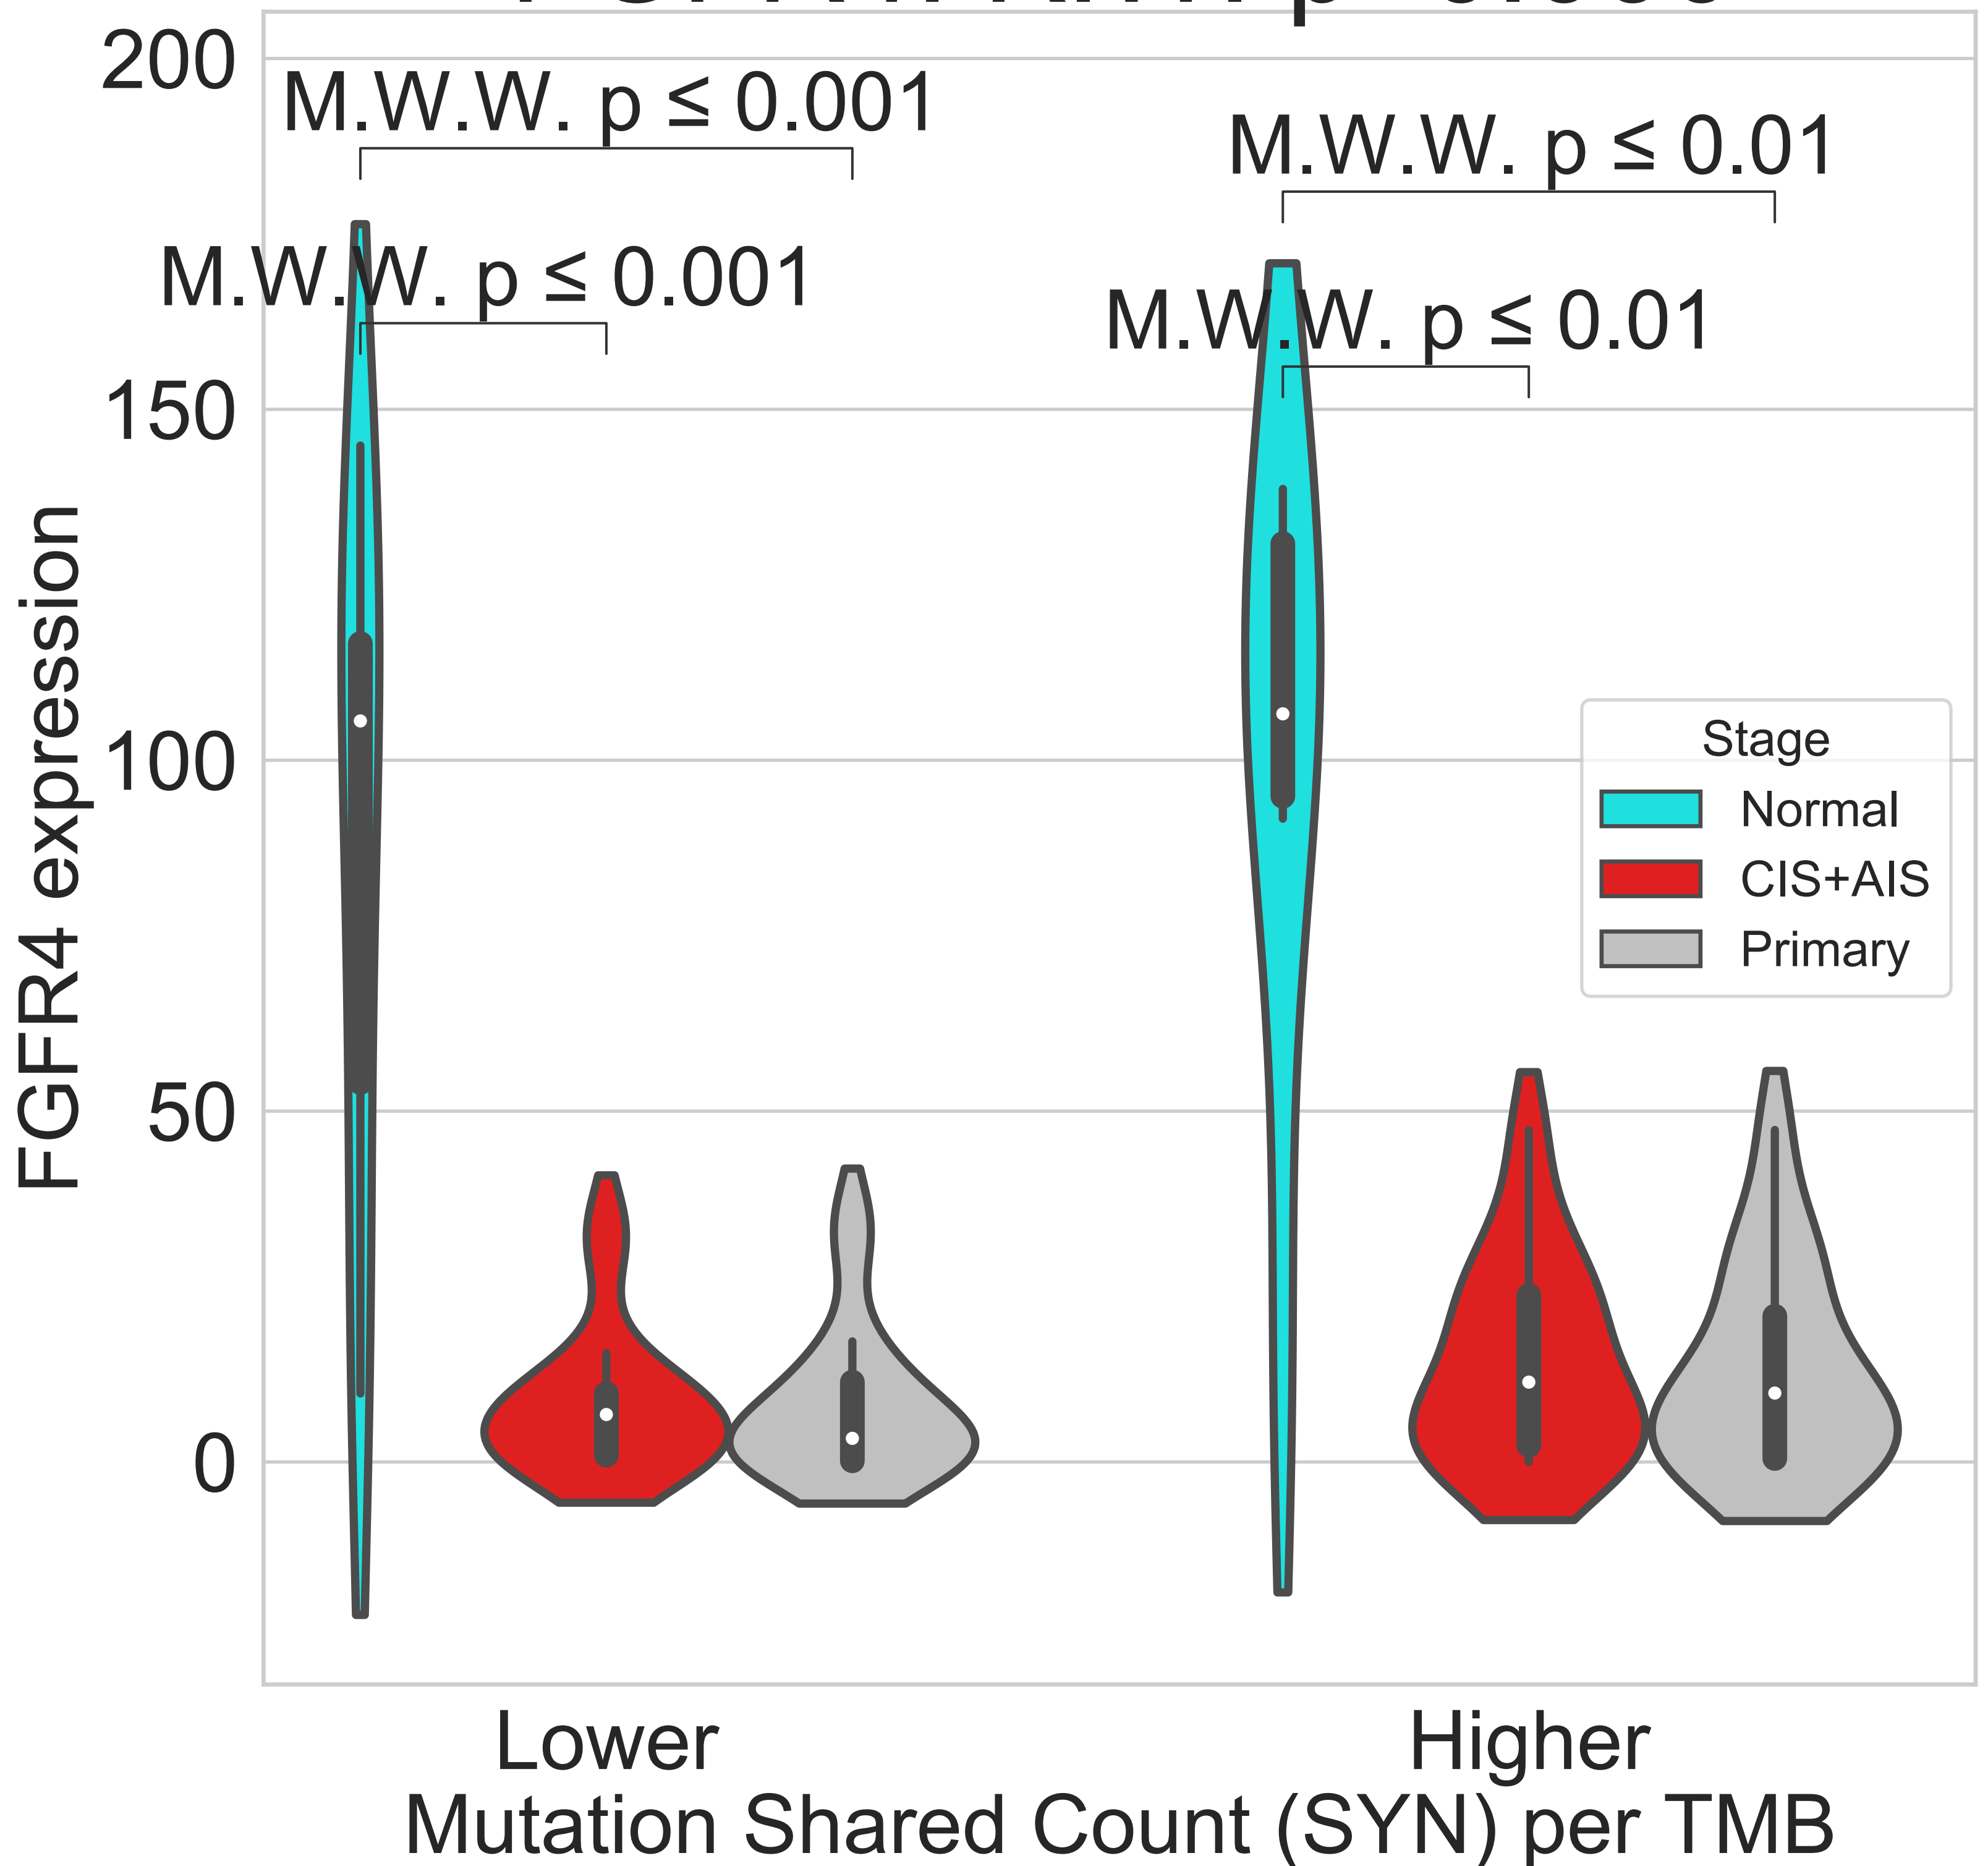 200
M.W.W. p ≤ 0.001
M.W.W. p ≤ 0.01
M.W.W. p ≤ 0.001
M.W.W. p ≤ 0.01
150
100
50
0
FGFR4 expression
Stage
Normal
CIS+AIS
Primary
Lower
Higher
Mutation Shared Count (SYN) per TMB